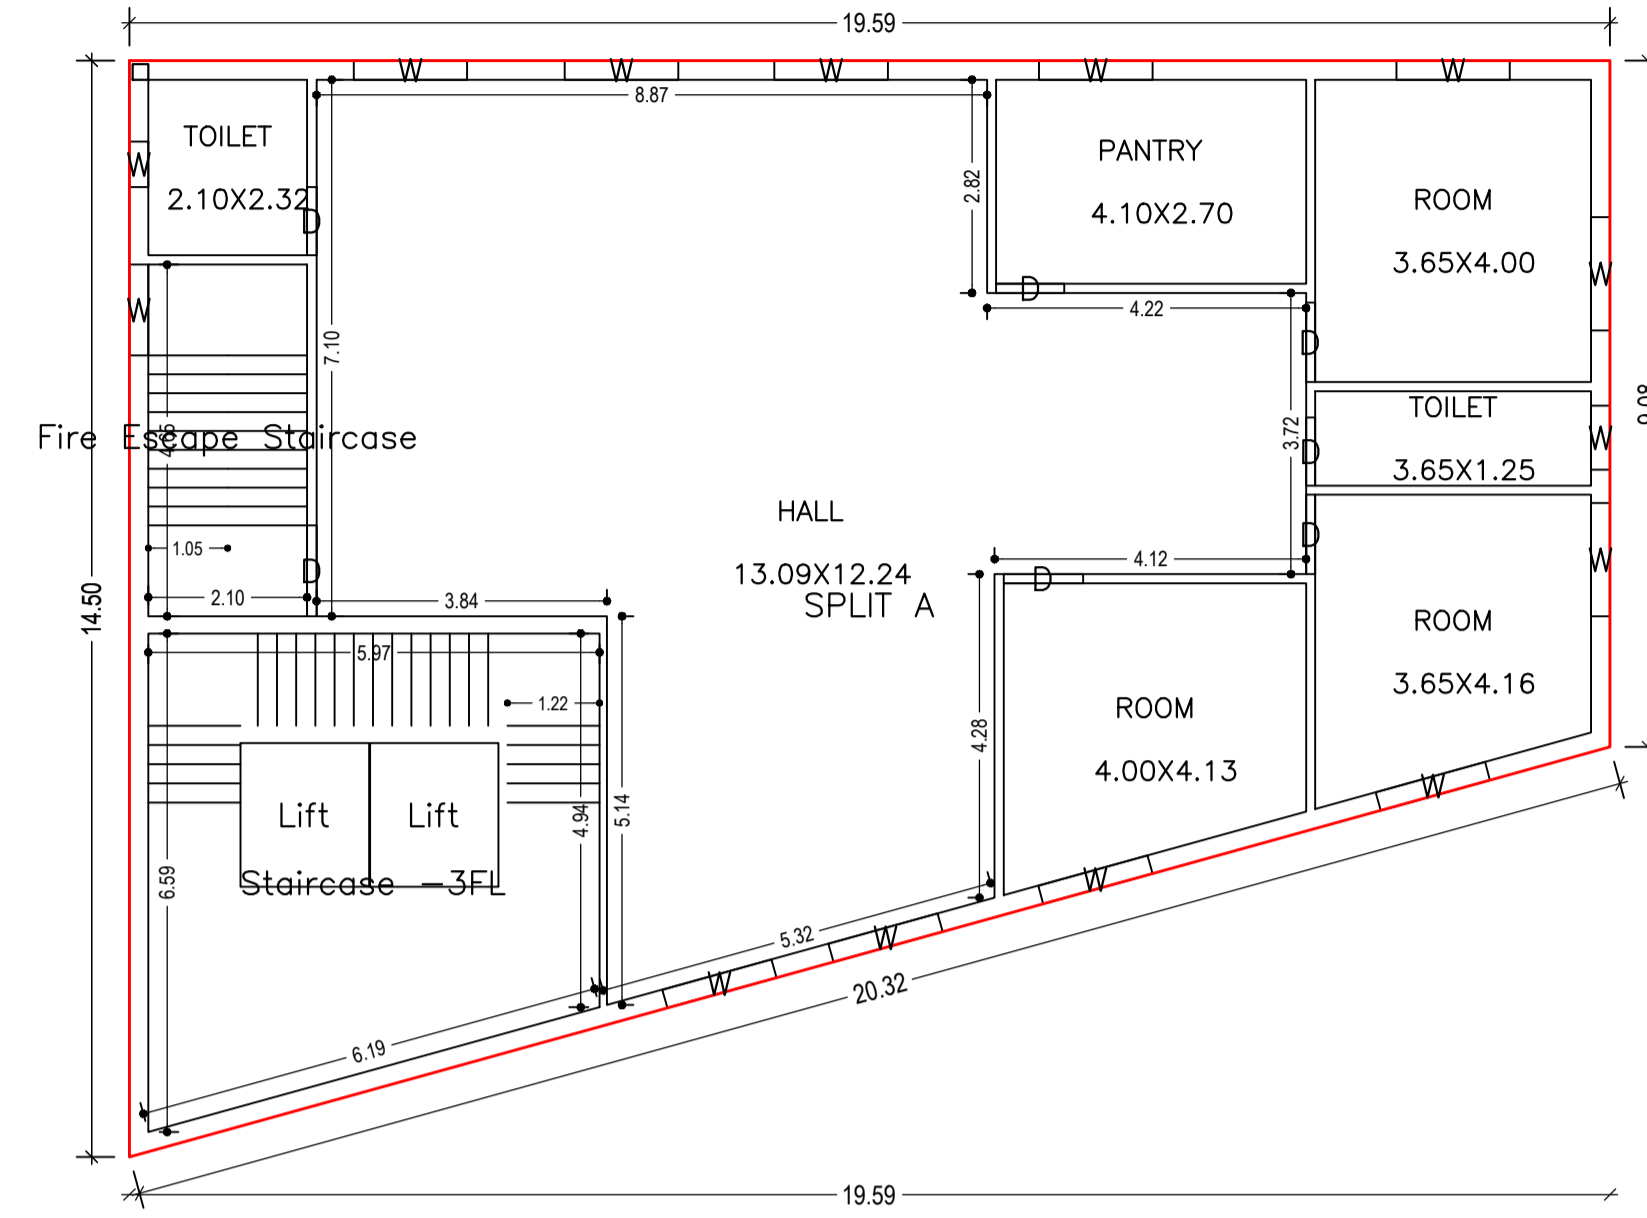 19.59
W W W W W
8.87
TOILET
2.10X2.32
W
D
2.82
PANTRY
4.10X2.70
D
ROOM
3.65X4.00
W
W
4.22
D
7.10
9.08
Fire Escape Staircase
4.65
3.72
TOILET
3.65X1.25
W
D
HALL
13.09X12.24
SPLIT A
D
W
1.05
D
4.12
D
2.10
3.84
14.50
ROOM
3.65X4.16
5.97
1.22
ROOM
4.00X4.13
4.28
W
Lift
Lift
4.94
5.14
6.59
Staircase -3FL
W
5.32
W
W
20.32
6.19
19.59